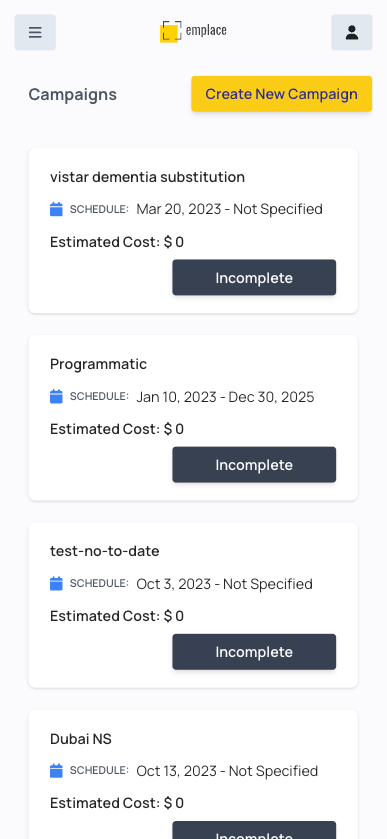 emplace
Campaigns
Create New Campaign
vistar dementia substitution
SCHEDULE: Mar 20, 2023 - Not Specified
Estimated Cost: $ 0
Incomplete
Programmatic
SCHEDULE: Jan 10, 2023 - Dec 30, 2025
Estimated Cost: $ 0
Incomplete
test-no-to-date
SCHEDULE: Oct 3, 2023 - Not Specified
Estimated Cost: $ 0
Incomplete
Dubai NS
SCHEDULE: Oct 13, 2023 - Not Specified
Estimated Cost: $ 0
Incomplete